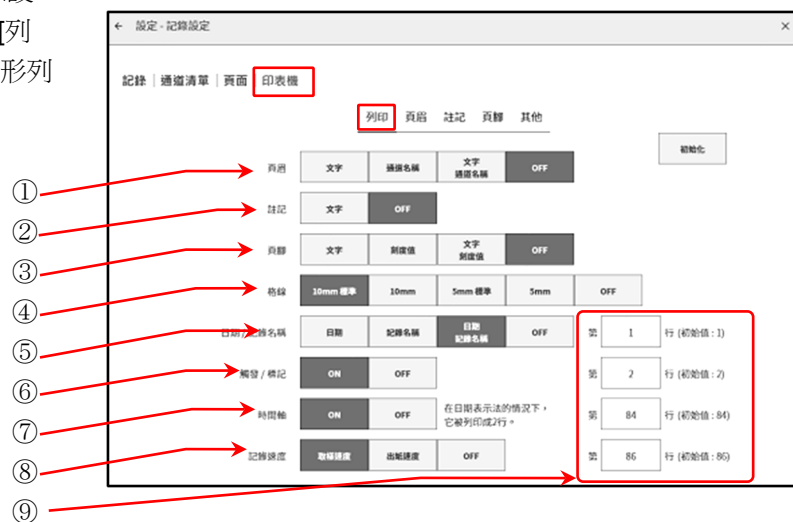 [列
形列
← 設定 - 記錄設定 ×
記錄 | 通道清單 | 頁面 | 印表機
列印 頁眉 註記 頁腳 其他
初始化
① 頁眉 文字 通道名稱 文字 通道名稱 OFF
② 註記 文字 OFF
③ 頁腳 文字 刻度值 文字 刻度值 OFF
④ 格線 10mm 標準 10mm 5mm 標準 5mm OFF
⑤ 日期 / 記錄名稱 日期 記錄名稱 日期 記錄名稱 OFF 第 1 行 (初始值 : 1)
⑥ 觸發 / 標記 ON OFF 第 2 行 (初始值 : 2)
⑦ 時間軸 ON OFF 在日期表示法的情況下，
它被列印成2行。 第 84 行 (初始值 : 84)
⑧ 記錄速度 取樣速度 出紙速度 OFF 第 86 行 (初始值 : 86)
⑨